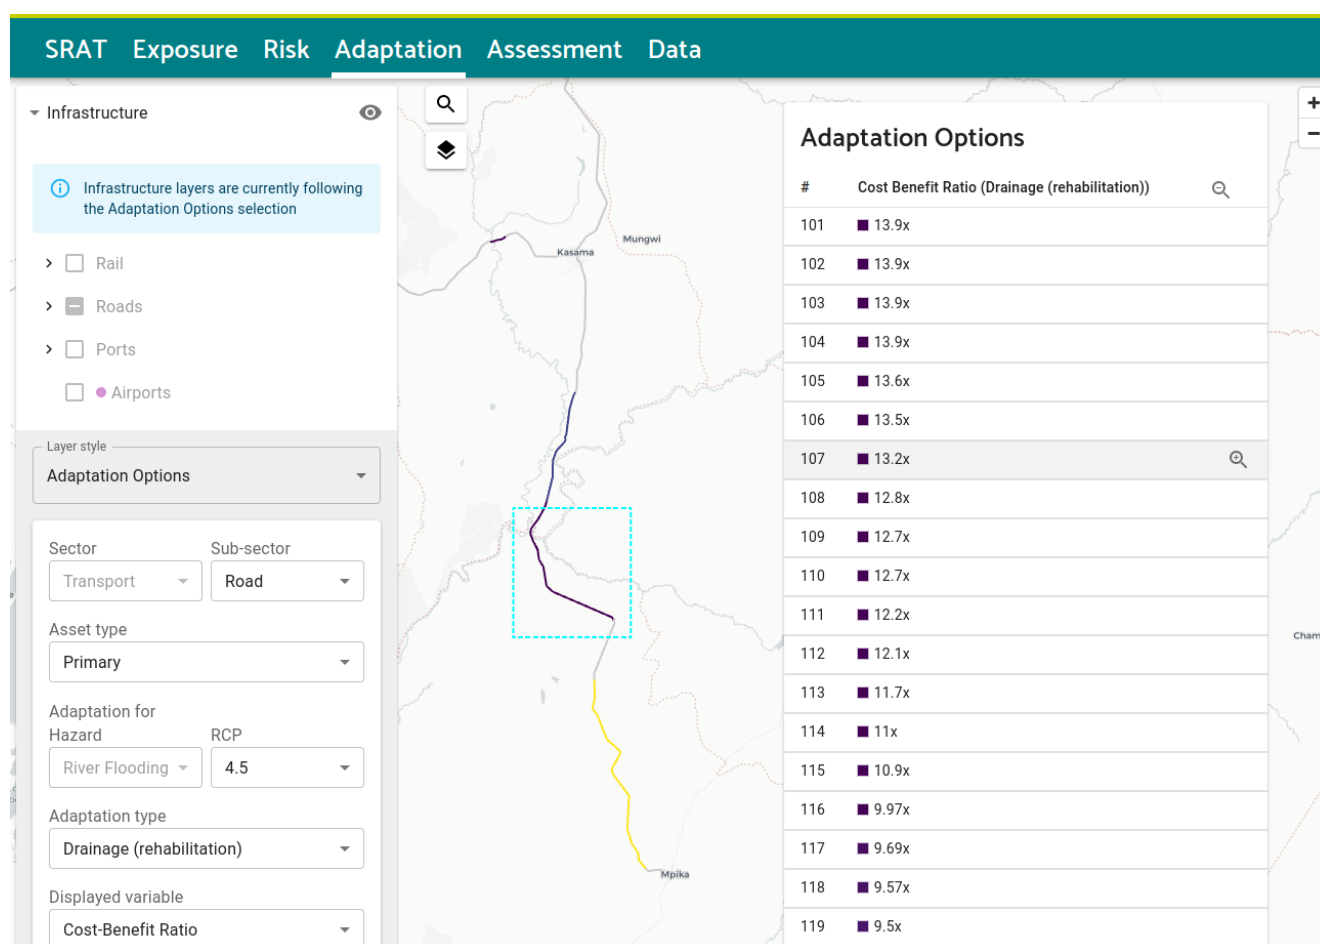 SRAT Exposure Risk Adaptation Assessment Data
Infrastructure
Infrastructure layers are currently following
the Adaptation Options selection
Rail
Roads
Ports
Airports
Layer style
Adaptation Options
Sector Sub-sector
Transport Road
Asset type
Primary
Adaptation for
Hazard RCP
River Flooding 4.5
Adaptation type
Drainage (rehabilitation)
Displayed variable
Cost-Benefit Ratio
Mungwi
Kasama
Mpika
Adaptation Options
# Cost Benefit Ratio (Drainage (rehabilitation))
101 13.9x
102 13.9x
103 13.9x
104 13.9x
105 13.6x
106 13.5x
107 13.2x
108 12.8x
109 12.7x
110 12.7x
111 12.2x
112 12.1x
113 11.7x
114 11x
115 10.9x
116 9.97x
117 9.69x
118 9.57x
119 9.5x
+
−
Cham